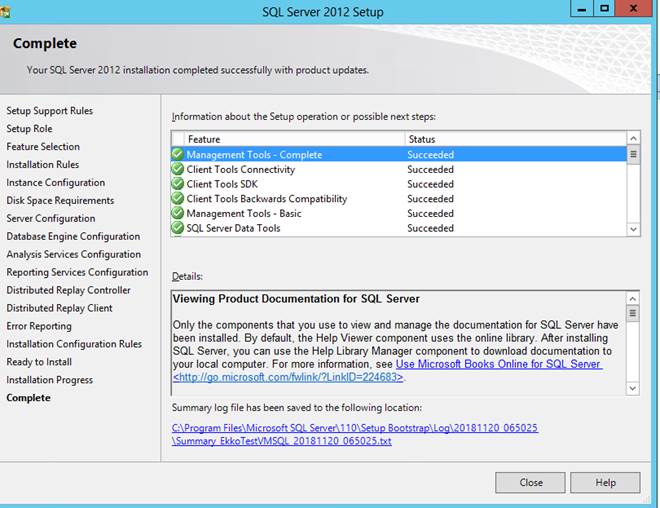 SQL Server 2012 Setup
Complete
Your SQL Server 2012 installation completed successfully with product updates.
Setup Support Rules
Setup Role
Feature Selection
Installation Rules
Instance Configuration
Disk Space Requirements
Server Configuration
Database Engine Configuration
Analysis Services Configuration
Reporting Services Configuration
Distributed Replay Controller
Distributed Replay Client
Error Reporting
Installation Configuration Rules
Ready to Install
Installation Progress
Complete
Information about the Setup operation or possible next steps:
Feature Status
Management Tools - Complete Succeeded
Client Tools Connectivity Succeeded
Client Tools SDK Succeeded
Client Tools Backwards Compatibility Succeeded
Management Tools - Basic Succeeded
SQL Server Data Tools Succeeded
Details:
Viewing Product Documentation for SQL Server
Only the components that you use to view and manage the documentation for SQL Server have
been installed. By default, the Help Viewer component uses the online library. After installing
SQL Server, you can use the Help Library Manager component to download documentation to
your local computer. For more information, see Use Microsoft Books Online for SQL Server
<http://go.microsoft.com/fwlink/?LinkID=224683>.
Summary log file has been saved to the following location:
C:\Program Files\Microsoft SQL Server\110\Setup Bootstrap\Log\20181120_065025
\Summary_EkkoTestVMSQL_20181120_065025.txt
Close Help